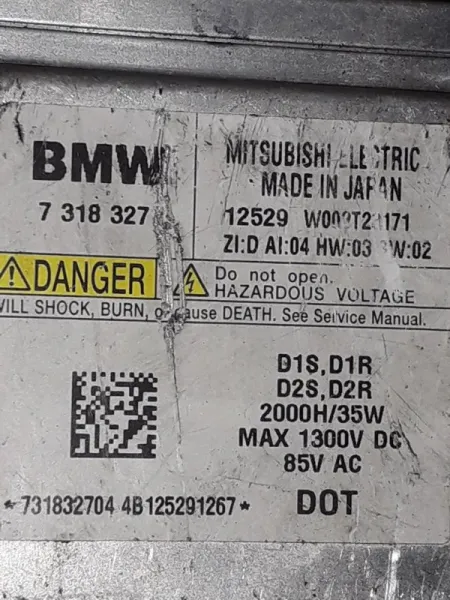 BMW
7 318 327
MITSUBISHI ELECTRIC
MADE IN JAPAN
12529
ZI:D AI:04 HW:03 :02
DANGER
Do not open.
HAZARDOUS VOLTAGE
WILL SHOCK, BURN, or cause DEATH. See Service Manual.
D1S,D1R
D2S,D2R
2000H/35W
MAX 1300V DC
85V AC
*731832704 4B125291267*
DOT